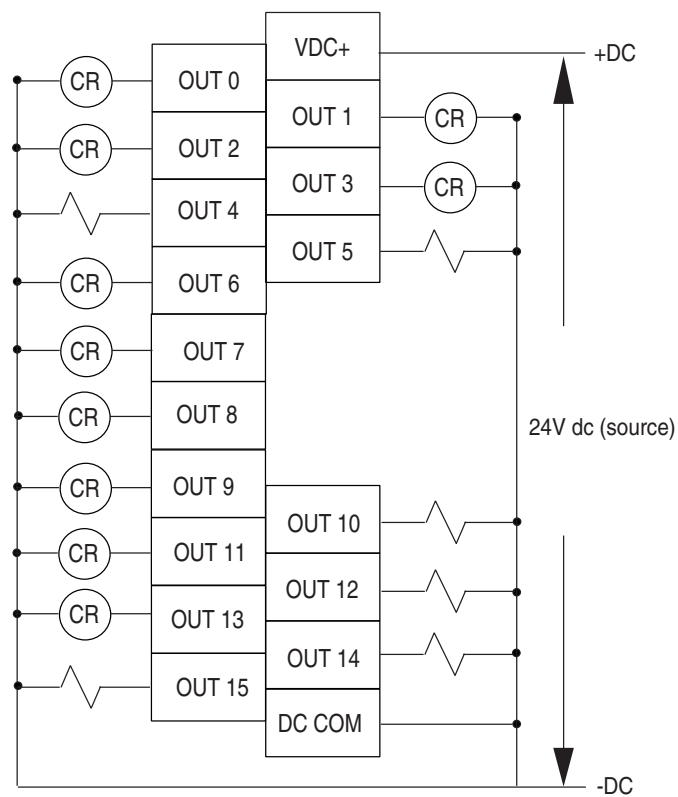 VDC+
+DC
CR OUT 0
OUT 1 CR
CR OUT 2
OUT 3 CR
OUT 4
OUT 5
CR OUT 6
CR OUT 7
CR OUT 8
24V dc (source)
CR OUT 9
OUT 10
CR OUT 11
OUT 12
CR OUT 13
OUT 14
OUT 15
DC COM
-DC